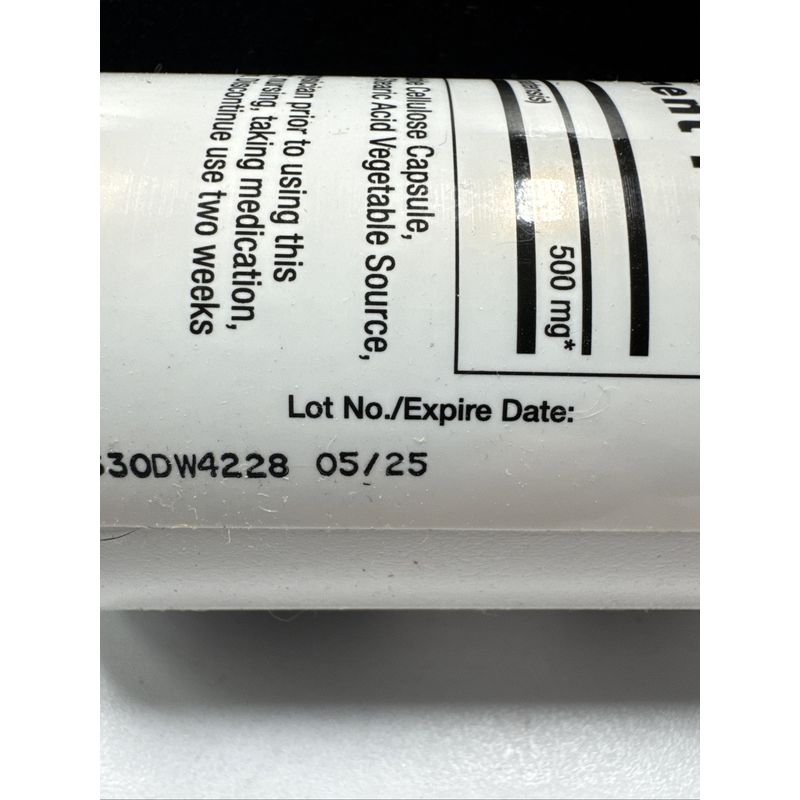 500 mg*
Cellulose Capsule,
Acid Vegetable Source,
prior to using this
taking medication,
use two weeks
Lot No./Expire Date:
30DW4228 05/25